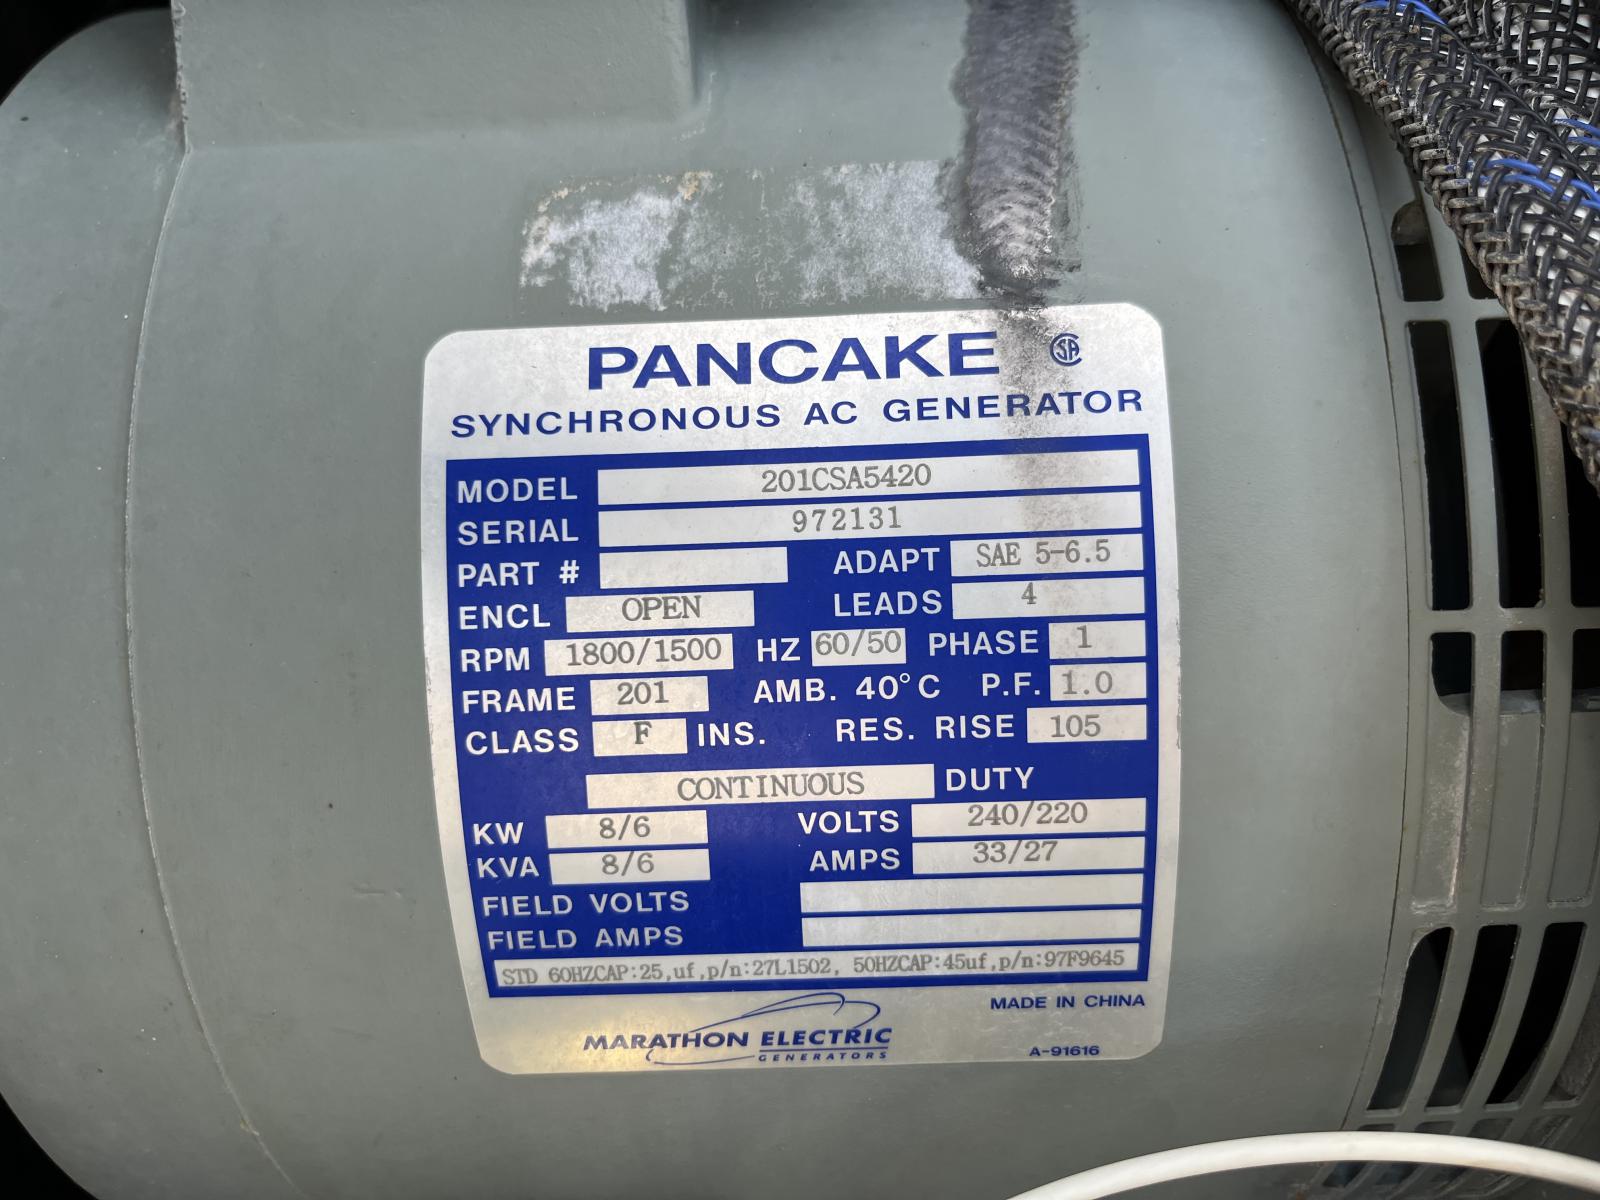 PANCAKE CSA
SYNCHRONOUS AC GENERATOR
MODEL 201CSA5420
SERIAL 972131
PART # ADAPT SAE 5-6.5
ENCL OPEN LEADS 4
RPM 1800/1500 HZ 60/50 PHASE 1
FRAME 201 AMB. 40°C P.F. 1.0
CLASS F INS. RES. RISE 105
CONTINUOUS DUTY
KW 8/6 VOLTS 240/220
KVA 8/6 AMPS 33/27
FIELD VOLTS
FIELD AMPS
STD 60HZCAP:25,uf,p/n:27L1502, 50HZCAP:45uf,p/n:97F9645
MADE IN CHINA
MARATHON ELECTRIC
GENERATORS
A-91616